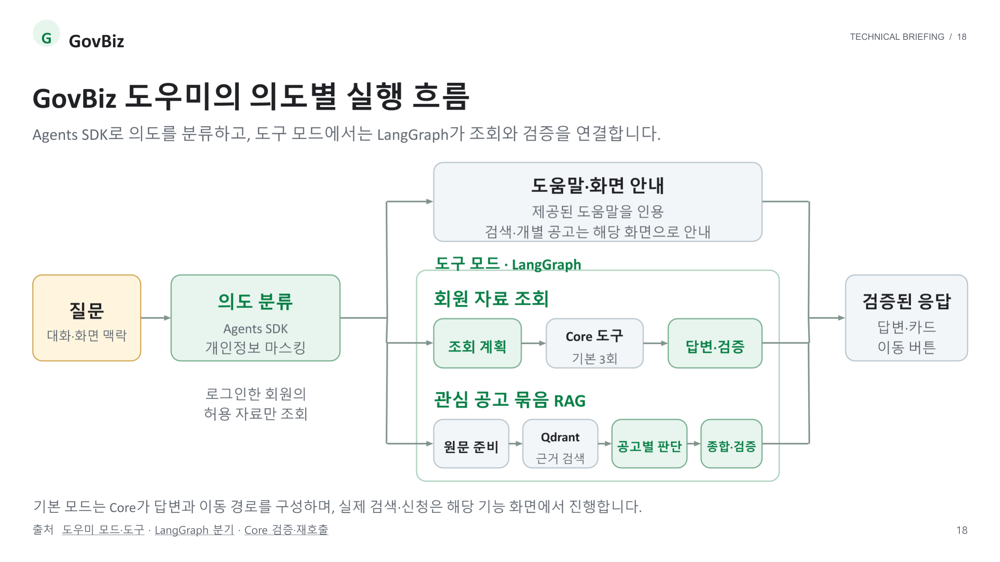 G GovBiz
TECHNICAL BRIEFING / 18
GovBiz 도우미의 의도별 실행 흐름
Agents SDK로 의도를 분류하고, 도구 모드에서는 LangGraph가 조회와 검증을 연결합니다.
질문
대화·화면 맥락
의도 분류
Agents SDK
개인정보 마스킹
로그인한 회원의
허용 자료만 조회
도움말·화면 안내
제공된 도움말을 인용
검색·개별 공고는 해당 화면으로 안내
도구 모드 · LangGraph
회원 자료 조회
조회 계획
Core 도구
기본 3회
답변·검증
관심 공고 묶음 RAG
원문 준비
Qdrant
근거 검색
공고별 판단
종합·검증
검증된 응답
답변·카드
이동 버튼
기본 모드는 Core가 답변과 이동 경로를 구성하며, 실제 검색·신청은 해당 기능 화면에서 진행합니다.
출처 도우미 모드·도구 · LangGraph 분기 · Core 검증·재호출
18